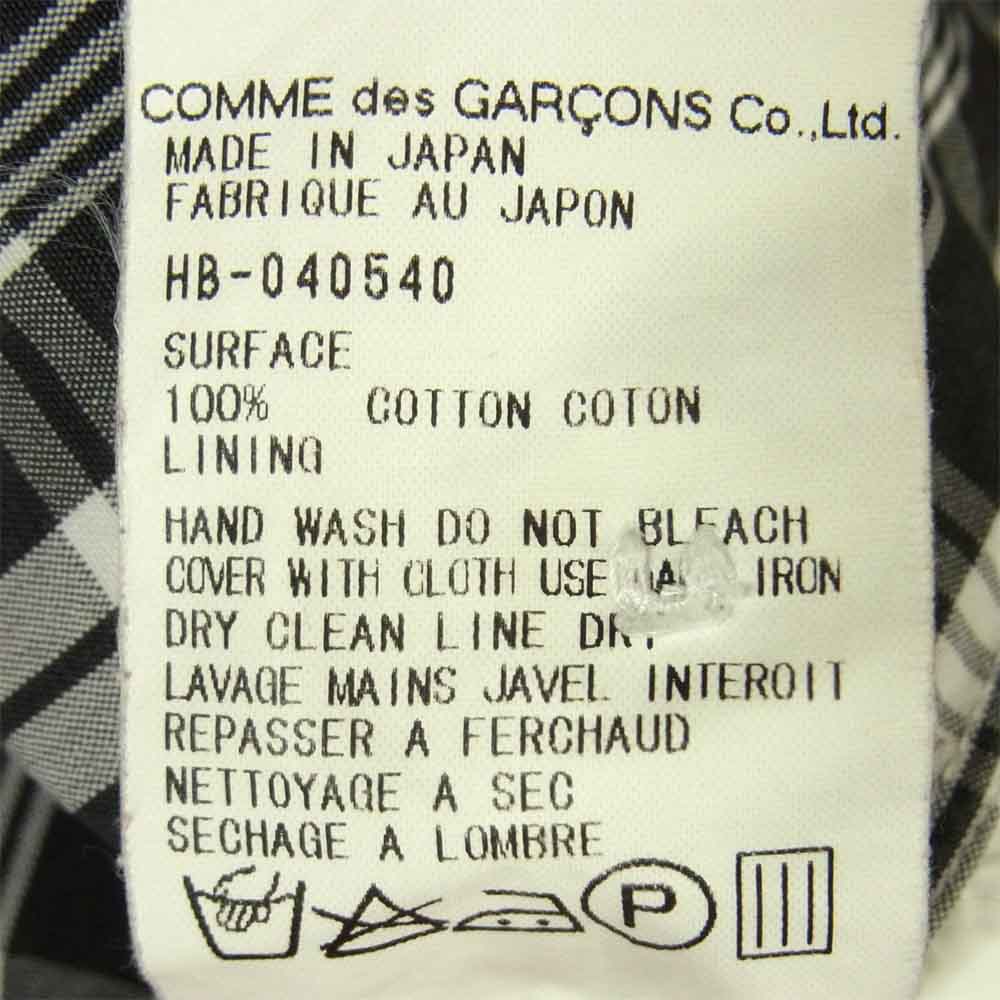 COMME des GARÇONS Co.,Ltd.
MADE IN JAPAN
FABRIQUE AU JAPON
HB-040540
SURFACE
100% COTTON COTON
LINING
HAND WASH DO NOT BLEACH
COVER WITH CLOTH USE IRON
DRY CLEAN LINE
LAVAGE MAINS JAVEL INTEROIT
REPASSER A FERCHAUD
NETTOYAGE A SEC
SECHAGE A LOMBRE
P